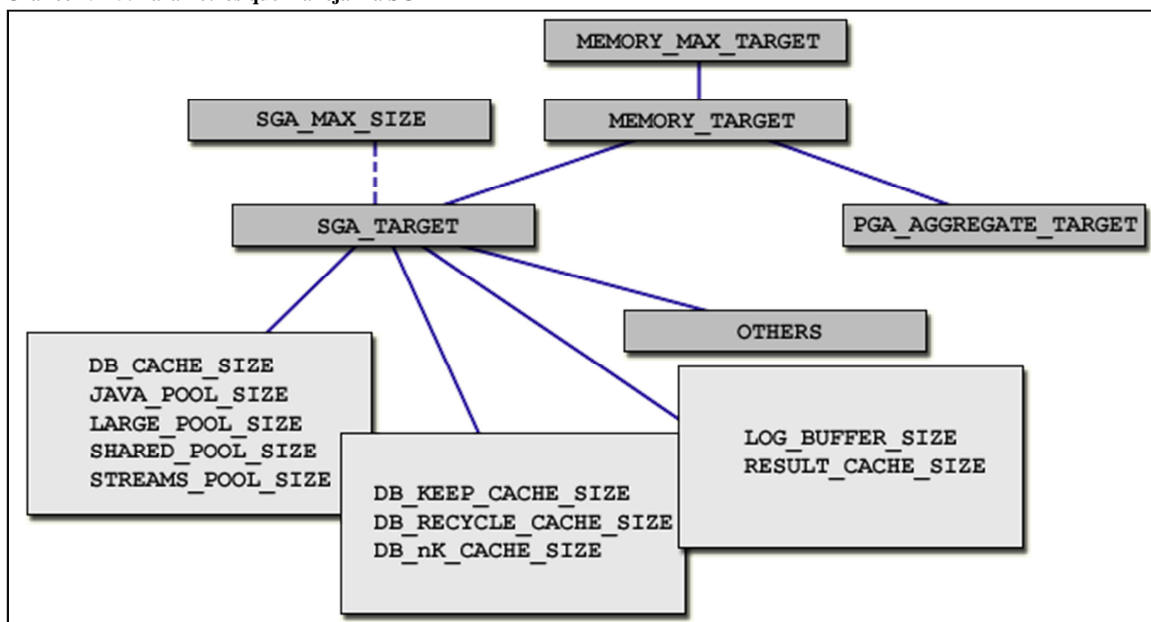 MEMORY_MAX_TARGET
SGA_MAX_SIZE
MEMORY_TARGET
SGA_TARGET
PGA_AGGREGATE_TARGET
OTHERS
DB_CACHE_SIZE
JAVA_POOL_SIZE
LARGE_POOL_SIZE
SHARED_POOL_SIZE
STREAMS_POOL_SIZE
DB_KEEP_CACHE_SIZE
DB_RECYCLE_CACHE_SIZE
DB_nK_CACHE_SIZE
LOG_BUFFER_SIZE
RESULT_CACHE_SIZE